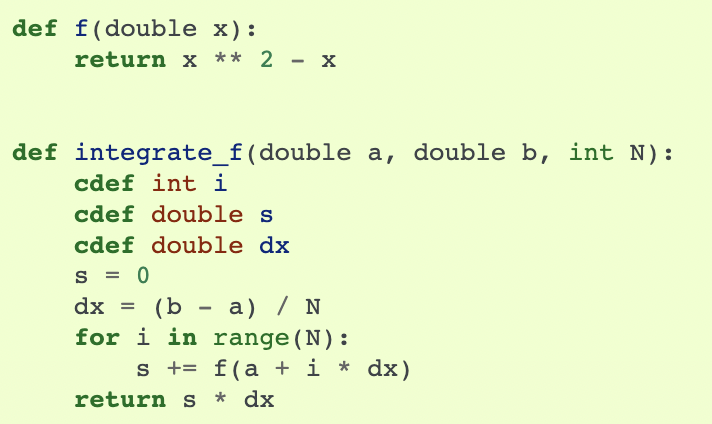 def f(double x):
    return x ** 2 - x
def integrate_f(double a, double b, int N):
    cdef int i
    cdef double s
    cdef double dx
    s = 0
    dx = (b - a) / N
    for i in range(N):
        s += f(a + i * dx)
    return s * dx